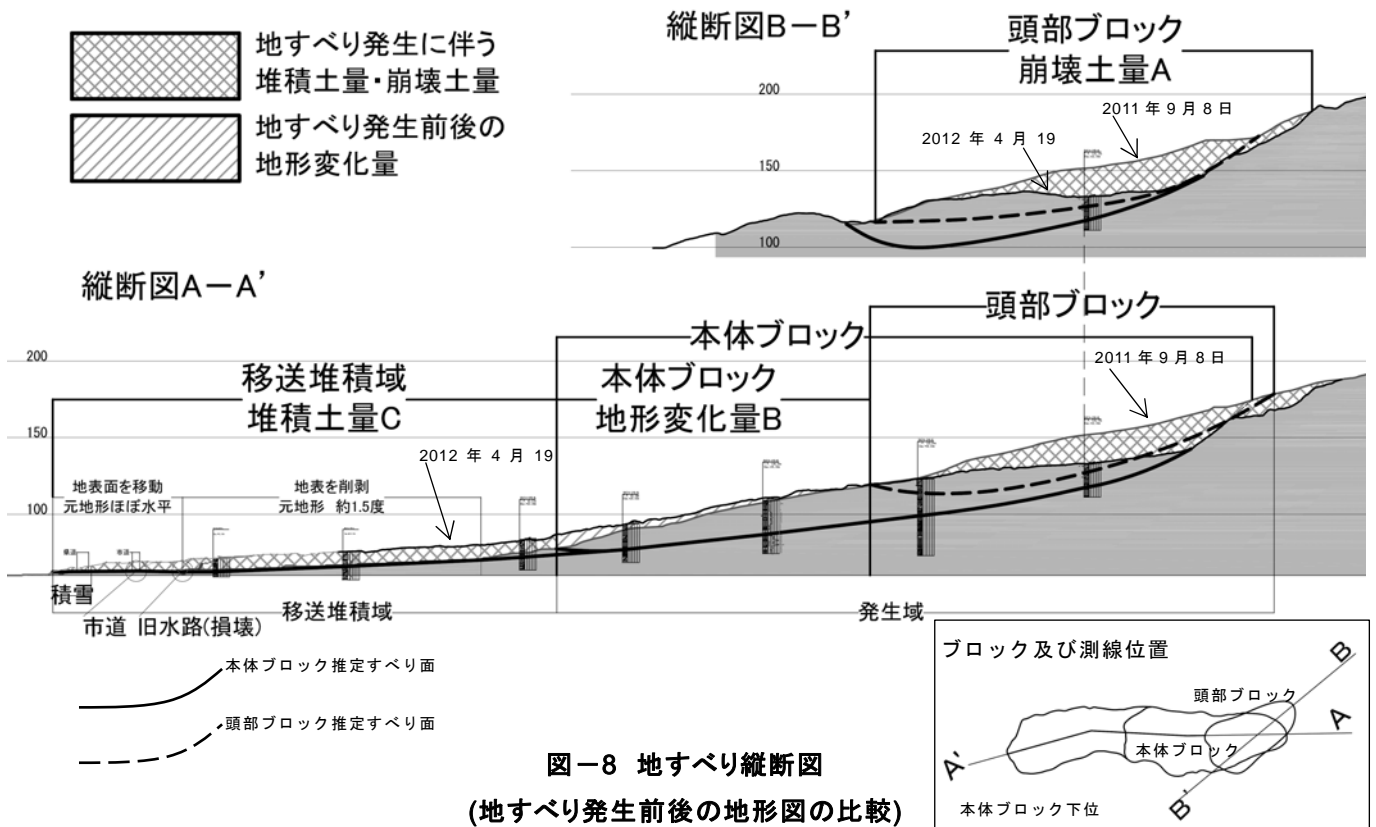 地すべり発生に伴う
堆積土量・崩壊土量
地すべり発生前後の
地形変化量
縦断図B－B’
頭部ブロック
崩壊土量A
200
2011年9月8日
2012 年 4 月 19
150
100
縦断図A－A’
頭部ブロック
本体ブロック
2011年9月8日
200
移送堆積域
堆積土量C
本体ブロック
地形変化量B
150
2012 年 4 月 19
地表面を移動
元地形ほぼ水平
地表を削剥
元地形 約1.5度
100
積雪
市道 旧水路(損壊)
移送堆積域
発生域
本体ブロック推定すべり面
頭部ブロック推定すべり面
ブロック及び測線位置
B
頭部ブロック
A
本体ブロック
A'
B'
本体ブロック下位
図－8 地すべり縦断図
(地すべり発生前後の地形図の比較)